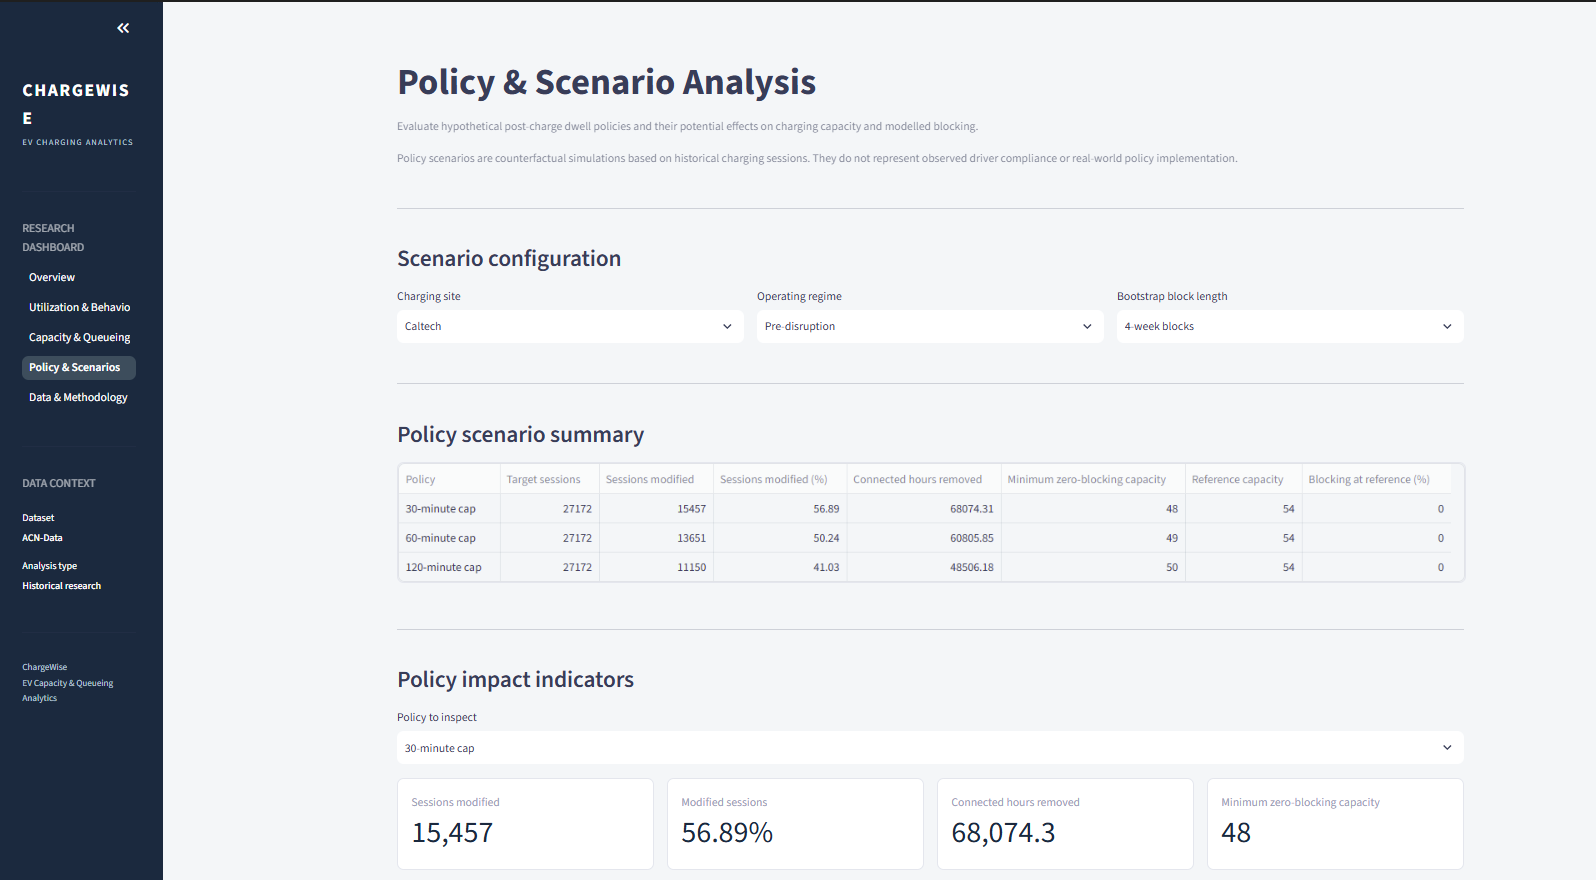 CHARGEWIS
E
EV CHARGING ANALYTICS
RESEARCH
DASHBOARD
Overview
Utilization & Behavio
Capacity & Queueing
Policy & Scenarios
Data & Methodology
DATA CONTEXT
Dataset
ACN-Data
Analysis type
Historical research
ChargeWise
EV Capacity & Queueing
Analytics
Policy & Scenario Analysis
Evaluate hypothetical post-charge dwell policies and their potential effects on charging capacity and modelled blocking.
Policy scenarios are counterfactual simulations based on historical charging sessions. They do not represent observed driver compliance or real-world policy implementation.
Scenario configuration
Charging site Operating regime Bootstrap block length
Caltech Pre-disruption 4-week blocks
Policy scenario summary
Policy Target sessions Sessions modified Sessions modified (%) Connected hours removed Minimum zero-blocking capacity Reference capacity Blocking at reference (%)
30-minute cap 27172 15457 56.89 68074.31 48 54 0
60-minute cap 27172 13651 50.24 60805.85 49 54 0
120-minute cap 27172 11150 41.03 48506.18 50 54 0
Policy impact indicators
Policy to inspect
30-minute cap
Sessions modified Modified sessions Connected hours removed Minimum zero-blocking capacity
15,457 56.89% 68,074.3 48